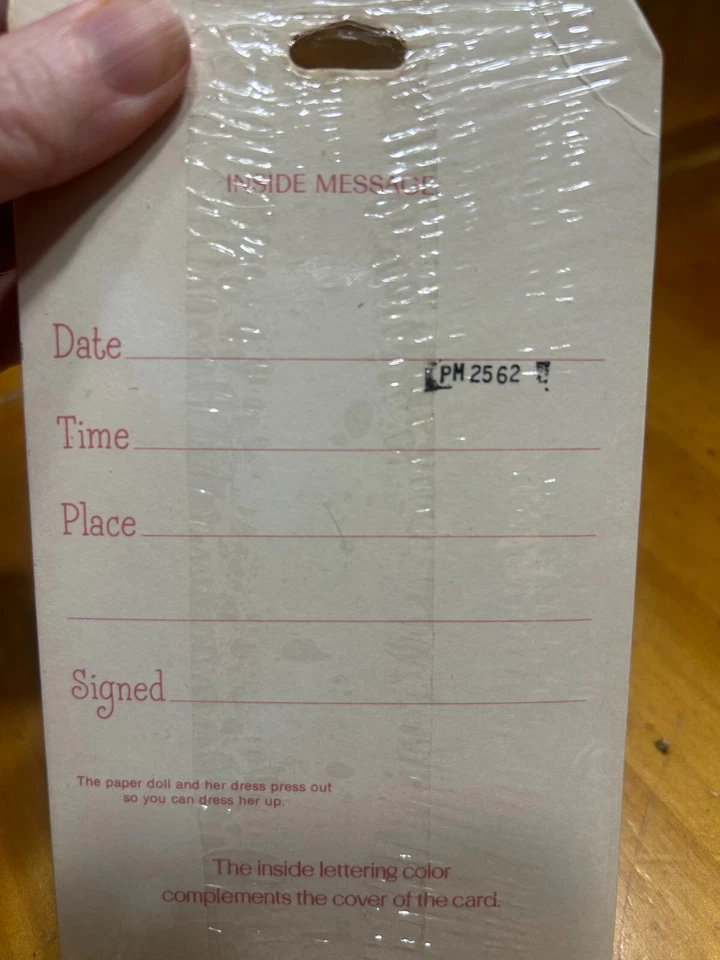 INSIDE MESSAGE
Date
PM 2562
Time
Place
Signed
The paper doll and her dress press out
so you can dress her up.
The inside lettering color
complements the cover of the card.